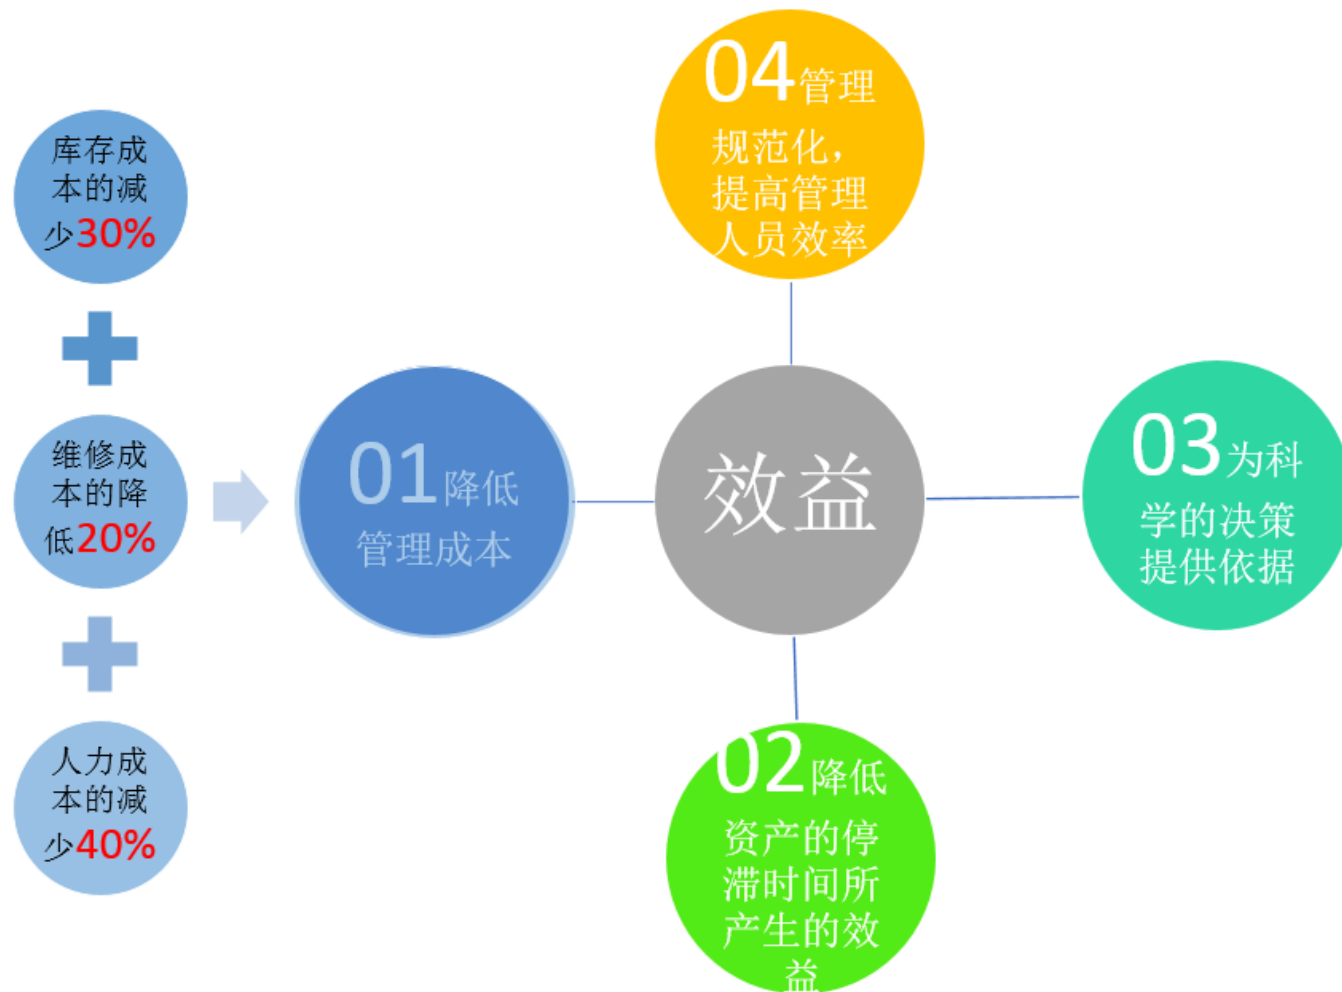 库存成
本的减
少30%
维修成
本的降
低20%
人力成
本的减
少40%
01降低
管理成本
04管理
规范化，
提高管理
人员效率
效益
03为科
学的决策
提供依据
02降低
资产的停
滞时间所
产生的效
益